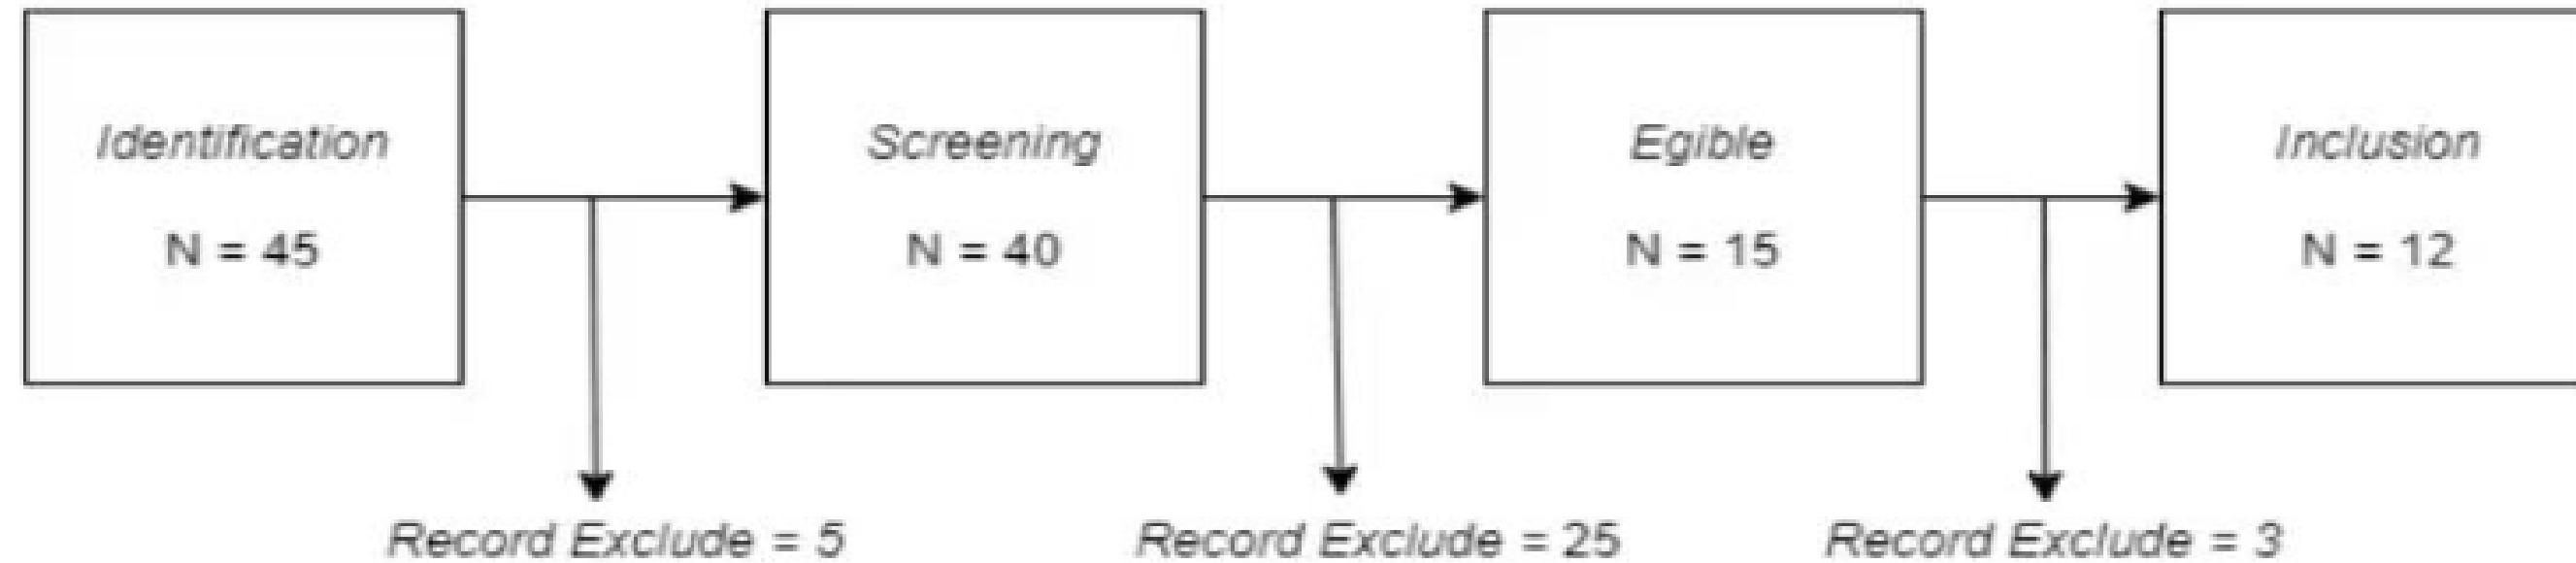 Identification
N = 45
Screening
N = 40
Egible
N = 15
Inclusion
N = 12
Record Exclude = 5
Record Exclude = 25
Record Exclude = 3